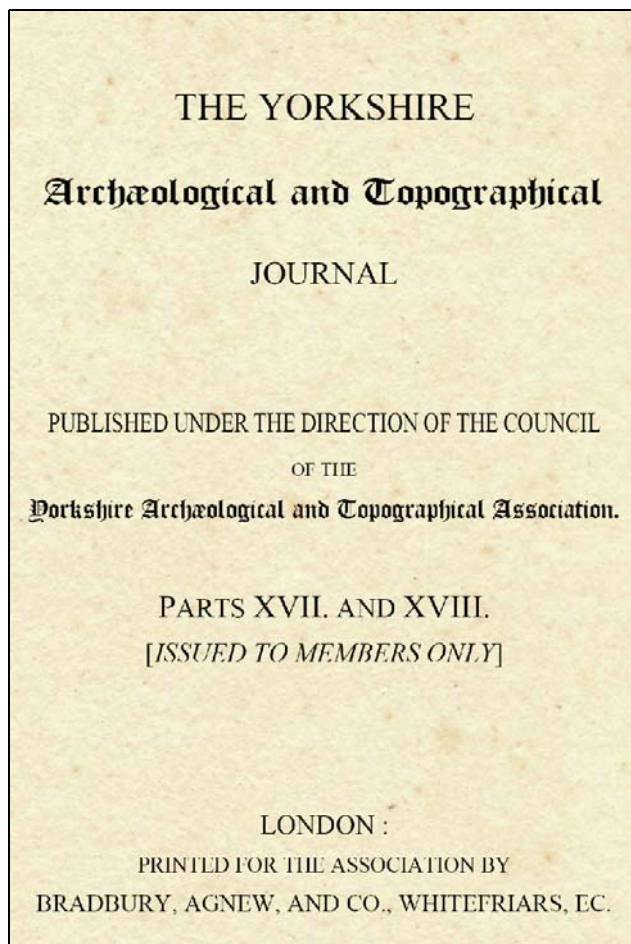 THE YORKSHIRE
Archæological and Topographical
JOURNAL
PUBLISHED UNDER THE DIRECTION OF THE COUNCIL
OF THE
Yorkshire Archæological and Topographical Association.
PARTS XVII. AND XVIII.
[ISSUED TO MEMBERS ONLY]
LONDON :
PRINTED FOR THE ASSOCIATION BY
BRADBURY, AGNEW, AND CO., WHITEFRIARS, EC.